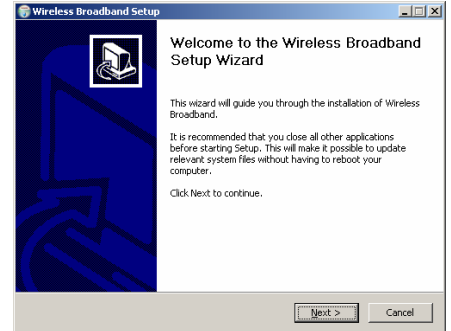 Wireless Broadband Setup
Welcome to the Wireless Broadband
Setup Wizard
This wizard will guide you through the installation of Wireless
Broadband.
It is recommended that you close all other applications
before starting Setup. This will make it possible to update
relevant system files without having to reboot your
computer.
Click Next to continue.
Next >
Cancel